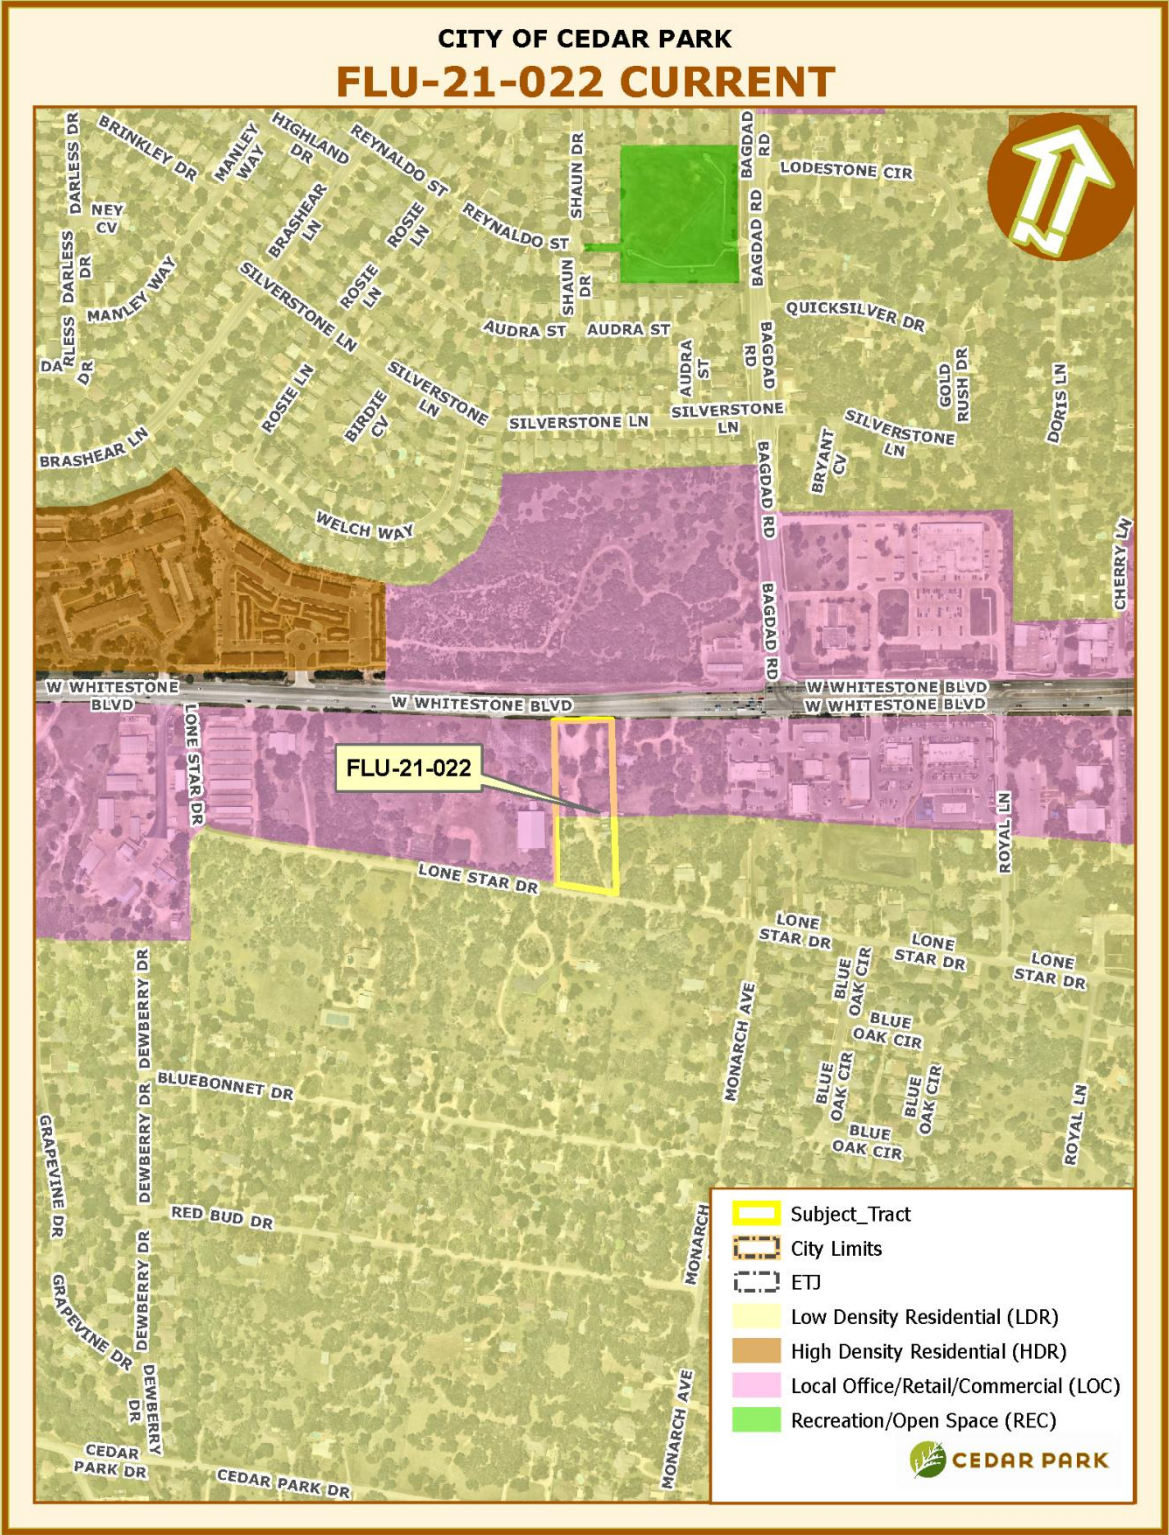 CITY OF CEDAR PARK
FLU-21-022 CURRENT
DARLESS DR
BRINKLEY DR
MANLEY
WAY
HIGHLAND
DR
REYNALDO ST
SHAUN DR
BAGDAD
RD
LODESTONE CIR
N
NEY
CV
BRASHEAR
LN
ROSIE
LN
REYNALDO ST
BAGDAD RD
DARLESS
DR
MANLEY WAY
SILVERSTONE LN
ROSIE
LN
SHAUN
DR
AUDRA ST
AUDRA ST
QUICKSILVER DR
DARLESS
DR
ROSIE LN
BIRDIE
CV
SILVERSTONE
LN
AUDRA
ST
BAGDAD
RD
GOLD
RUSH DR
DORIS LN
BRASHEAR LN
SILVERSTONE LN
SILVERSTONE
LN
SILVERSTONE
LN
BRYANT
CV
WELCH WAY
BAGDAD RD
CHERRY LN
BAGDAD RD
W WHITESTONE
BLVD
W WHITESTONE BLVD
W WHITESTONE BLVD
W WHITESTONE BLVD
LONE STAR DR
FLU-21-022
ROYAL LN
LONE STAR DR
LONE
STAR DR
LONE
STAR DR
LONE
STAR DR
DEWBERRY DR
MONARCH AVE
BLUE
OAK CIR
BLUE
OAK CIR
BLUE
OAK CIR
BLUE
OAK CIR
BLUE
OAK CIR
BLUEBONNET DR
DEWBERRY DR
ROYAL LN
GRAPEVINE DR
RED BUD DR
DEWBERRY DR
MONARCH
GRAPEVINE DR
DEWBERRY
DR
MONARCH AVE
CEDAR
PARK DR
CEDAR PARK DR
Subject_Tract
City Limits
ETJ
Low Density Residential (LDR)
High Density Residential (HDR)
Local Office/Retail/Commercial (LOC)
Recreation/Open Space (REC)
CEDAR PARK